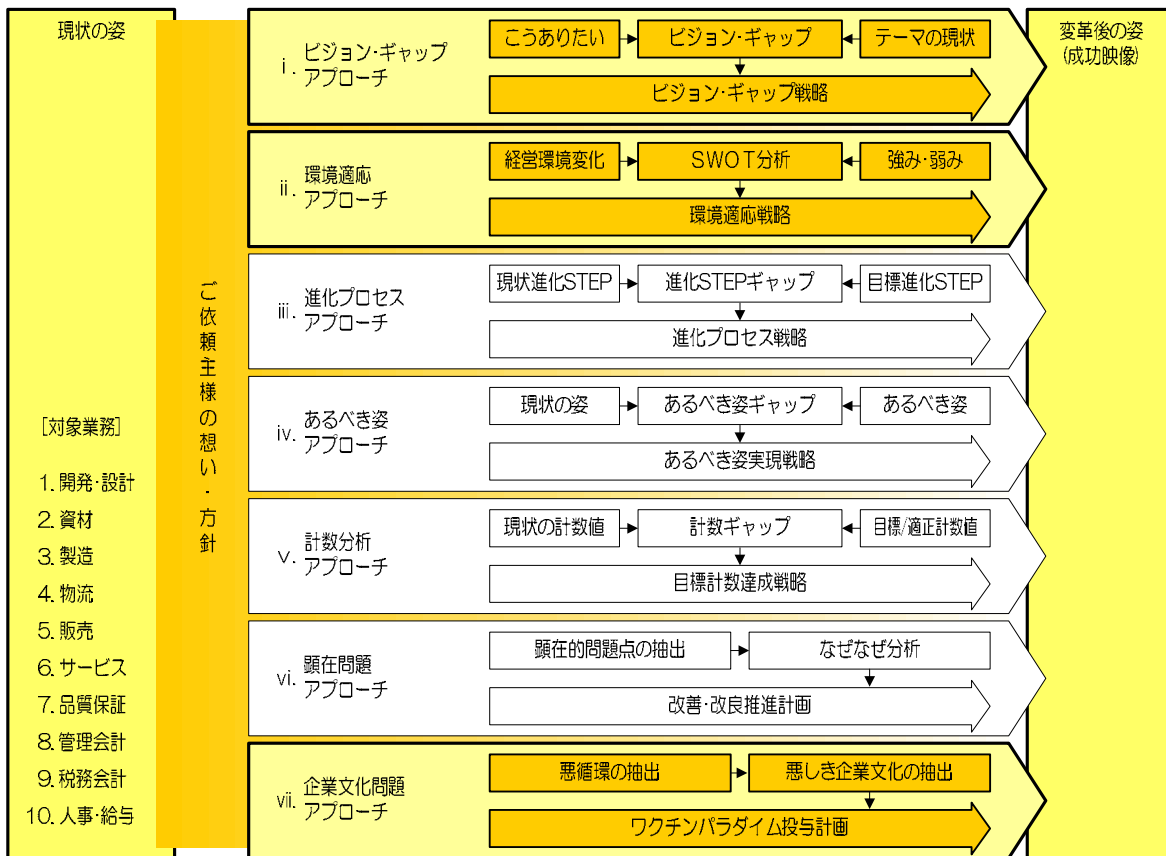 現状の姿
[対象業務]
1. 開発・設計
2. 資材
3. 製造
4. 物流
5. 販売
6. サービス
7. 品質保証
8. 管理会計
9. 税務会計
10. 人事・給与
ご依頼主様の想い・方針
i. ビジョン・ギャップ
アプローチ
こうありたい
ビジョン・ギャップ
テーマの現状
ビジョン・ギャップ戦略
ii. 環境適応
アプローチ
経営環境変化
SWOT分析
強み・弱み
環境適応戦略
iii. 進化プロセス
アプローチ
現状進化STEP
進化STEPギャップ
目標進化STEP
進化プロセス戦略
iv. あるべき姿
アプローチ
現状の姿
あるべき姿ギャップ
あるべき姿
あるべき姿実現戦略
v. 計数分析
アプローチ
現状の計数値
計数ギャップ
目標/適正計数値
目標計数達成戦略
vi. 顕在問題
アプローチ
顕在的問題点の抽出
なぜなぜ分析
改善・改良推進計画
vii. 企業文化問題
アプローチ
悪循環の抽出
悪しき企業文化の抽出
ワクチンパラダイム投与計画
変革後の姿
(成功映像)